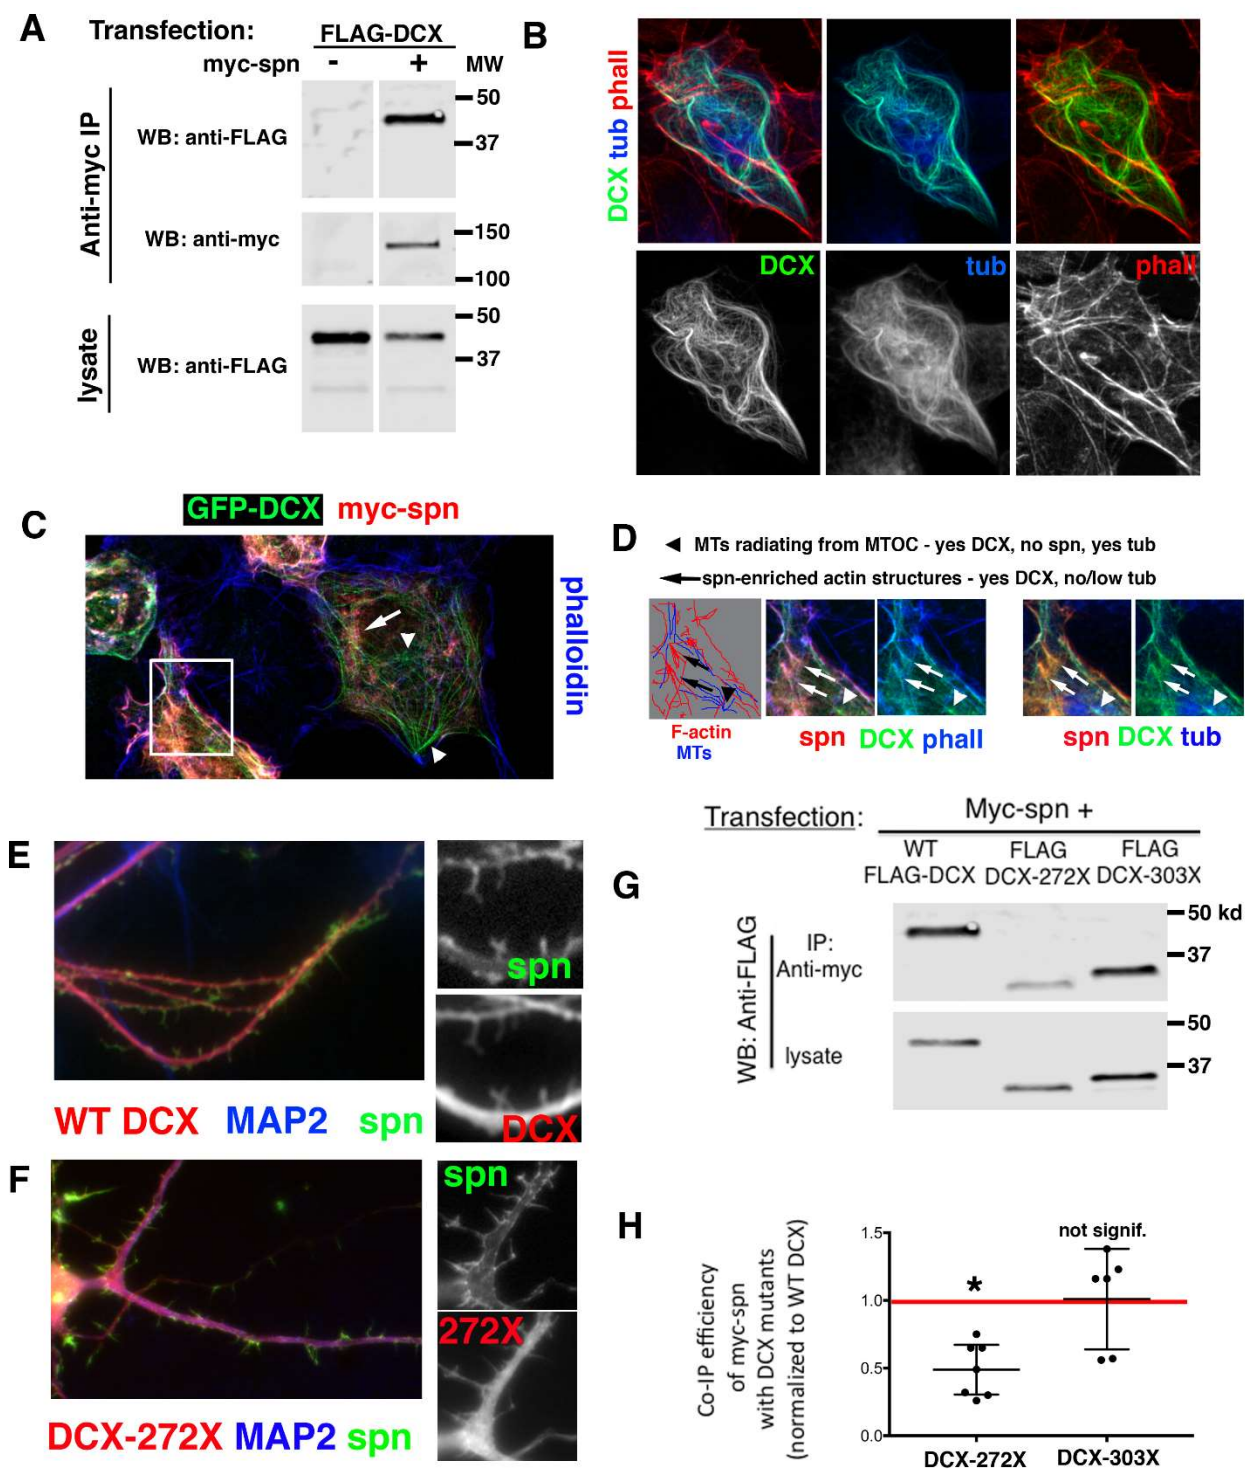 A
Transfection:
FLAG-DCX
myc-spn - + MW
Anti-myc IP
WB: anti-FLAG
50
37
WB: anti-myc
150
100
lysate
WB: anti-FLAG
50
37
B
DCX tub phall
DCX
tub
phall
C
GFP-DCX myc-spn
phalloidin
D
MTs radiating from MTOC - yes DCX, no spn, yes tub
spn-enriched actin structures - yes DCX, no/low tub
F-actin
MTs
spn DCX phall
spn DCX tub
E
spn
DCX
WT DCX MAP2 spn
F
spn
272X
DCX-272X MAP2 spn
G
Transfection:
Myc-spn +
WT
FLAG-DCX
FLAG
DCX-272X
FLAG
DCX-303X
WB: Anti-FLAG
IP:
Anti-myc
50 kd
37
lysate
50
37
H
Co-IP efficiency
of myc-spn
with DCX mutants
(normalized to WT DCX)
1.5
1.0
0.5
0.0
*
not signif.
DCX-272X
DCX-303X